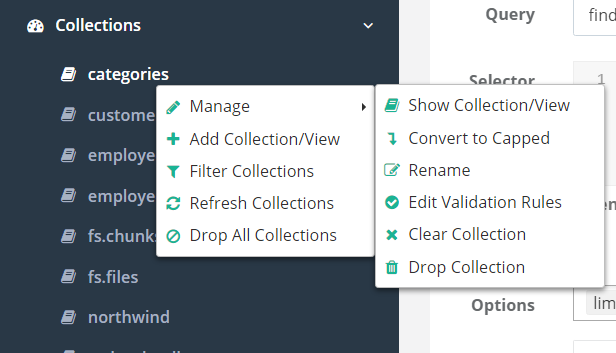 Collections
categories
custome
employe
employe
fs.chunk
fs.files
northwind
Manage
Add Collection/View
Filter Collections
Refresh Collections
Drop All Collections
Show Collection/View
Convert to Capped
Rename
Edit Validation Rules
Clear Collection
Drop Collection
Query
find
Selector
1
en
Options
lim